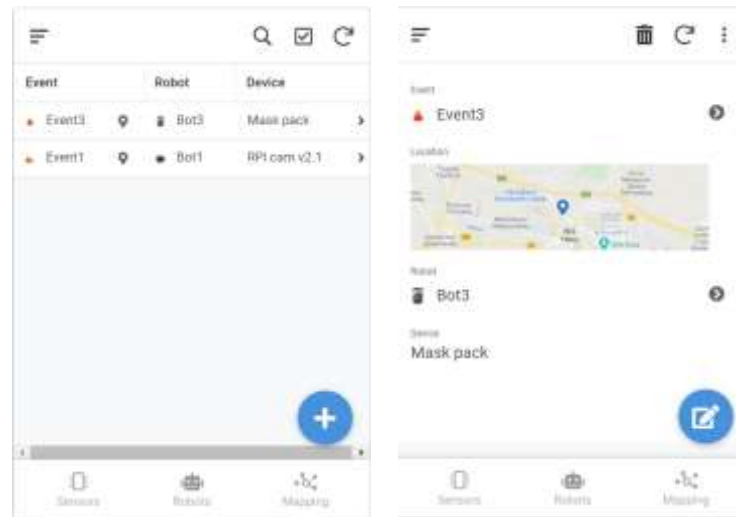 Event Robot Device
Event3 Bot3 Mask pack
Event1 Bot1 RPI cam v2.1
Sensors Robots Mapping
Event
Event3
Location
Robot
Bot3
Device
Mask pack
Sensors Robots Mapping